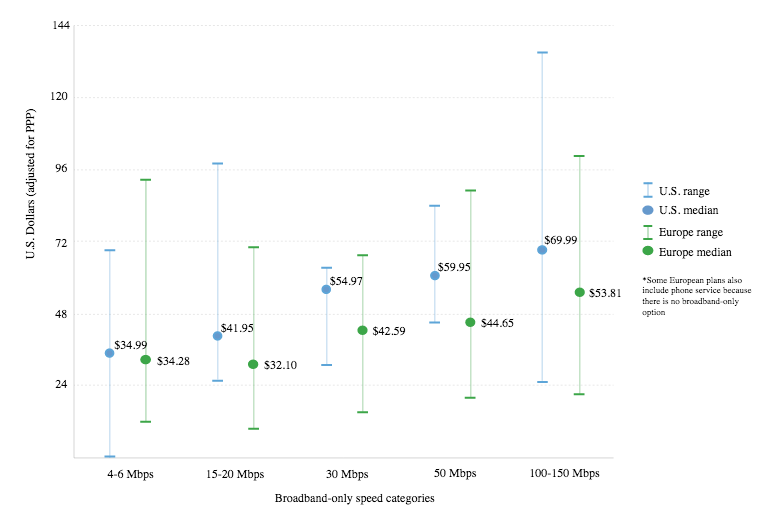 144
120
96
72
48
24
U.S. Dollars (adjusted for PPP)
$34.99
$34.28
$41.95
$32.10
$54.97
$42.59
$59.95
$44.65
$69.99
$53.81
4-6 Mbps
15-20 Mbps
30 Mbps
50 Mbps
100-150 Mbps
Broadband-only speed categories
U.S. range
U.S. median
Europe range
Europe median
*Some European plans also
include phone service because
there is no broadband-only
option